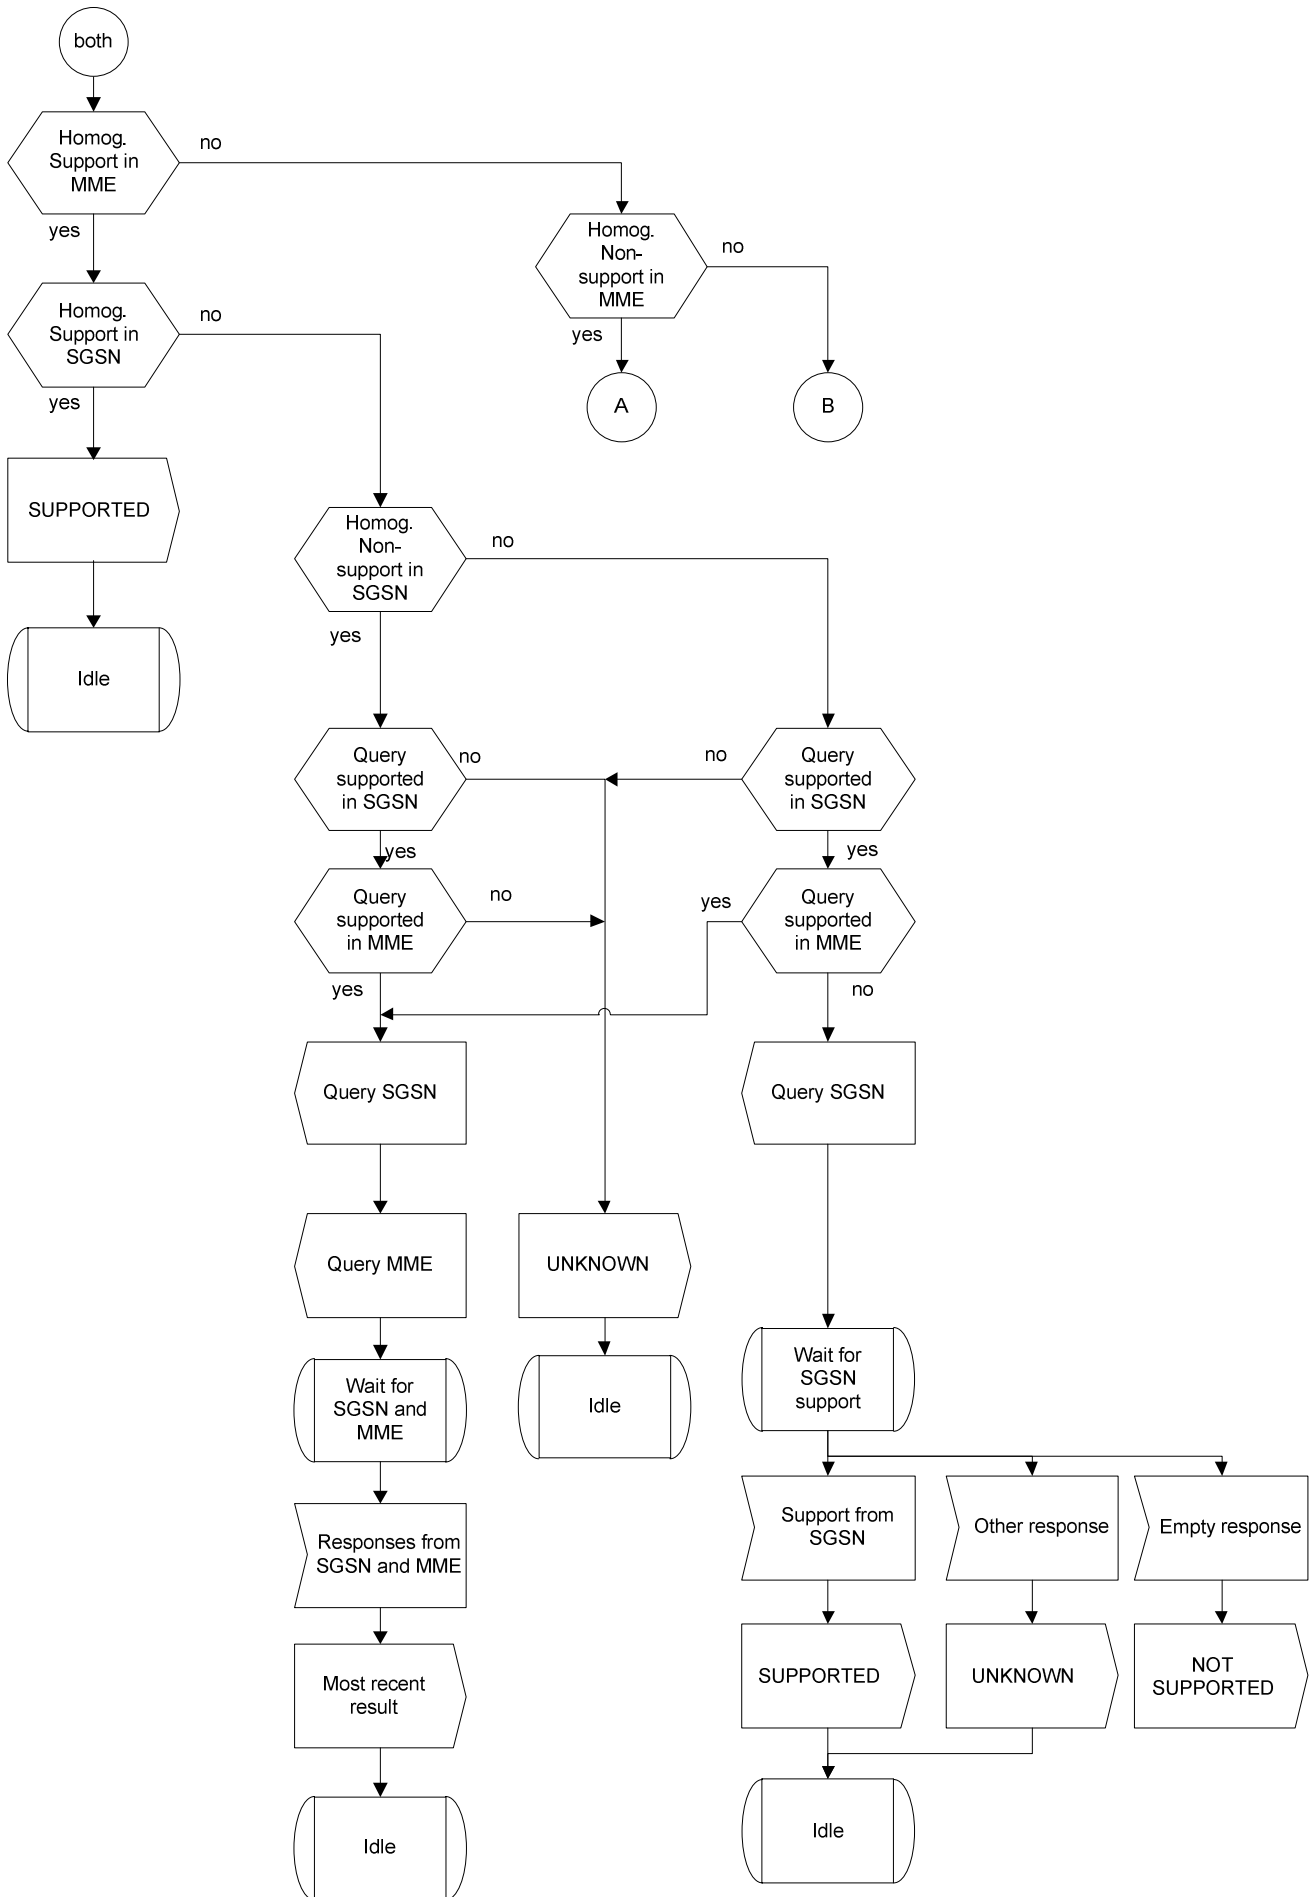 both
Homog.
Support in
MME
no
yes
Homog.
Non-
support in
MME
no
yes
Homog.
Support in
SGSN
no
yes
A
B
SUPPORTED
Homog.
Non-
support in
SGSN
no
yes
Idle
Query
supported
in SGSN
no
yes
no
Query
supported
in SGSN
yes
Query
supported
in MME
no
yes
yes
Query
supported
in MME
no
Query SGSN
Query SGSN
Query MME
UNKNOWN
Wait for
SGSN and
MME
Idle
Wait for
SGSN
support
Responses from
SGSN and MME
Support from
SGSN
Other response
Empty response
Most recent
result
SUPPORTED
UNKNOWN
NOT
SUPPORTED
Idle
Idle